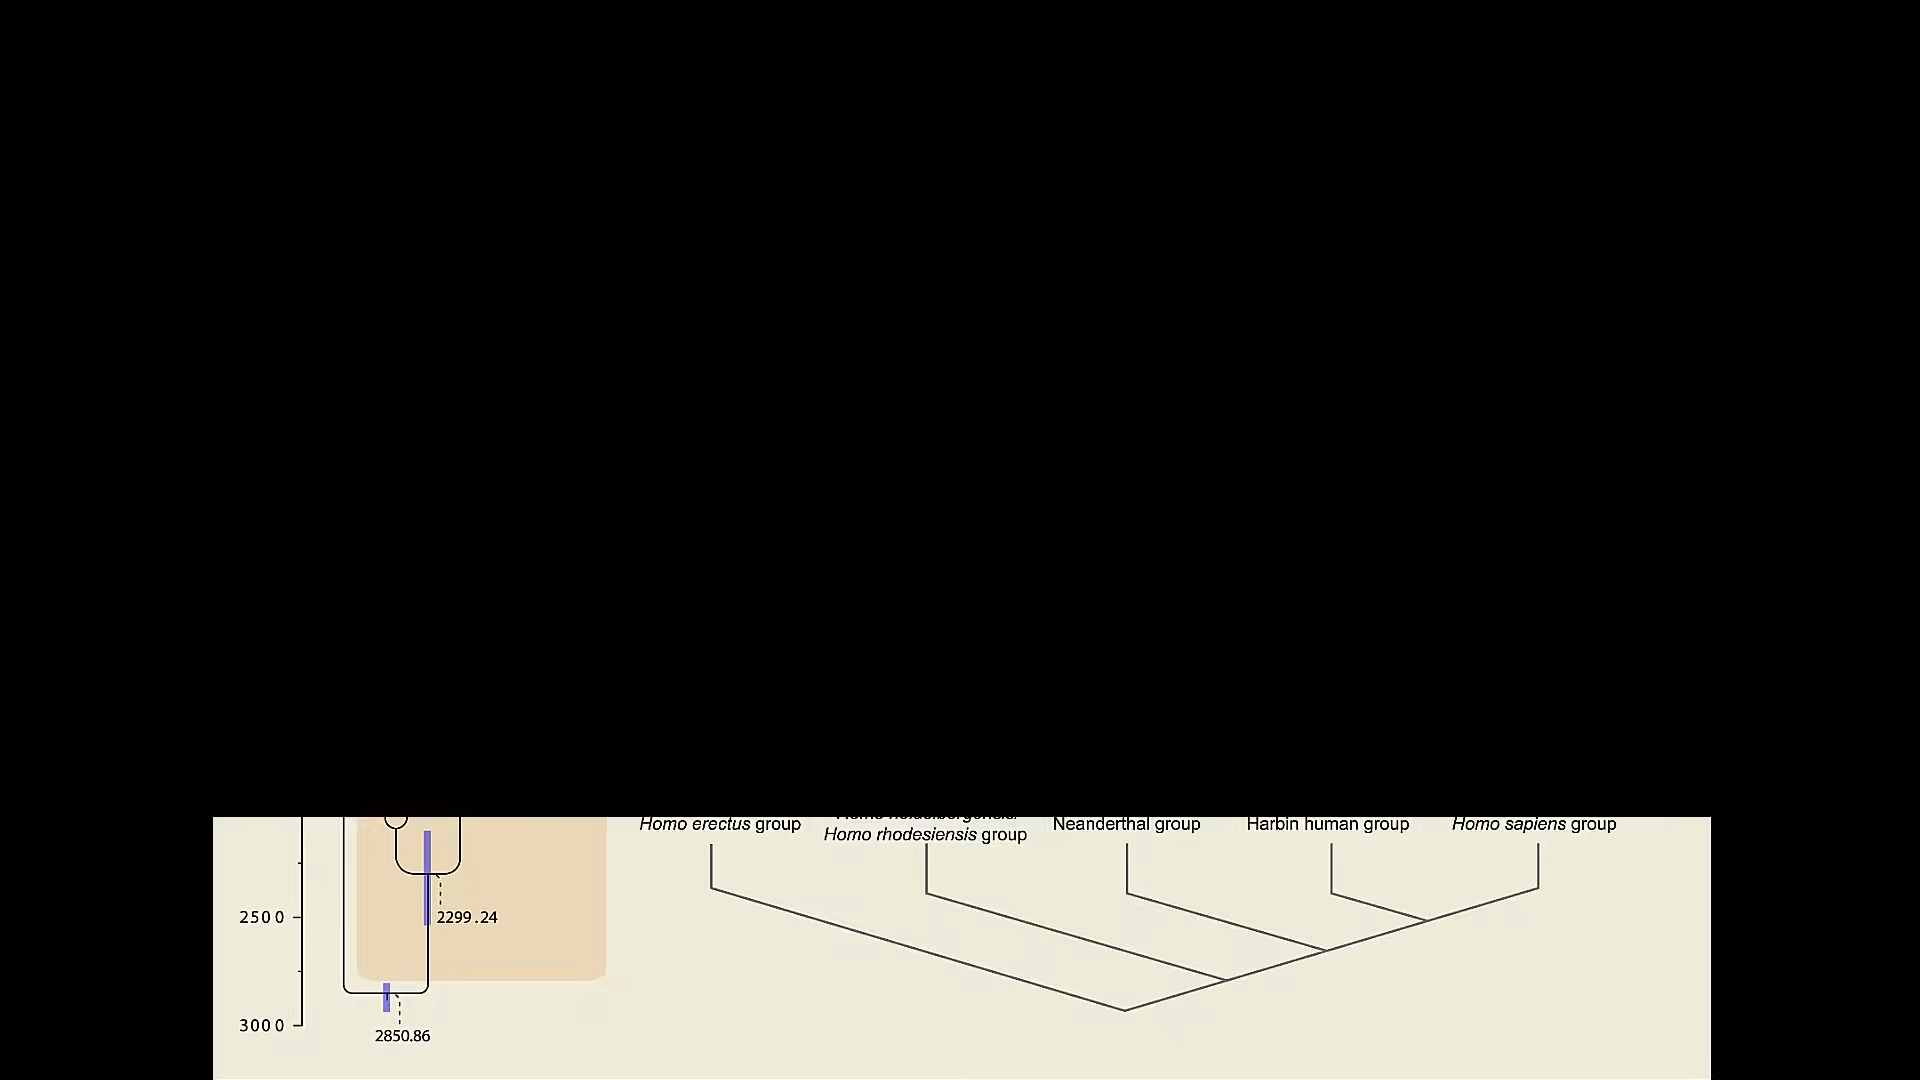 Homo erectus group
Homo rhodesiensis group
Neanderthal group
Harbin human group
Homo sapiens group
2500
2299.24
3000
2850.86